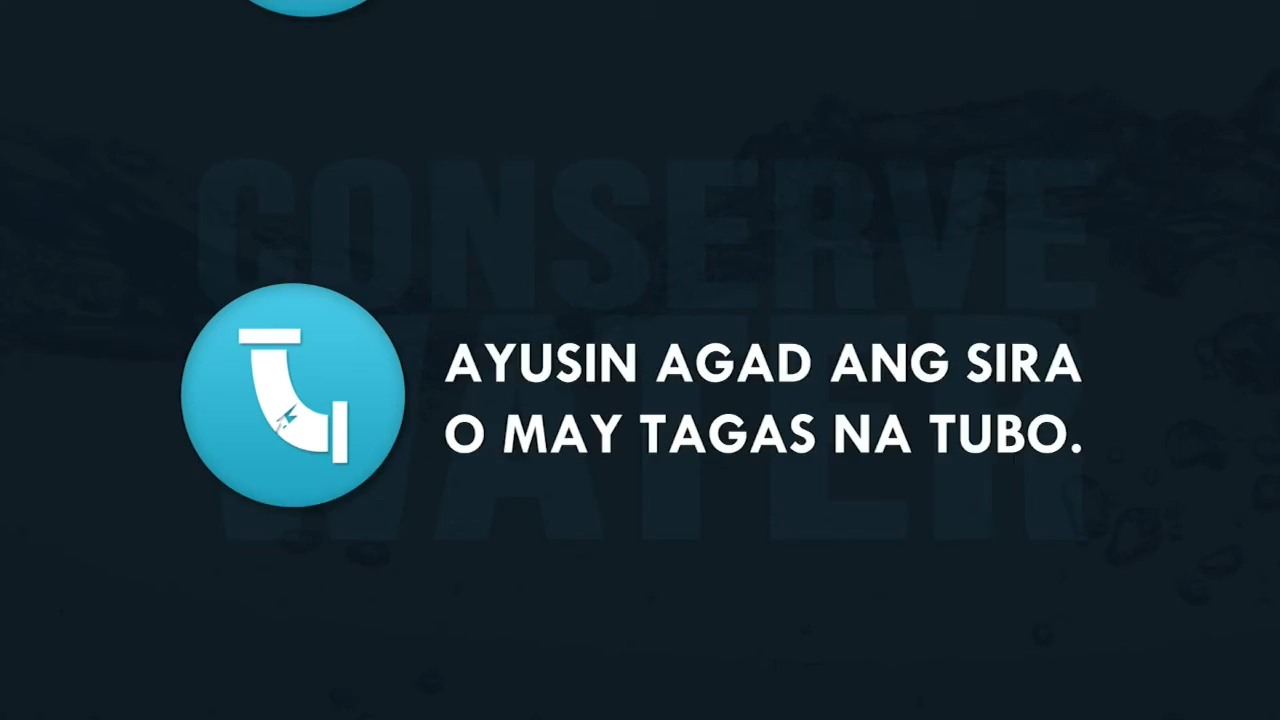 CONSERVE
WATER
AYUSIN AGAD ANG SIRA
O MAY TAGAS NA TUBO.